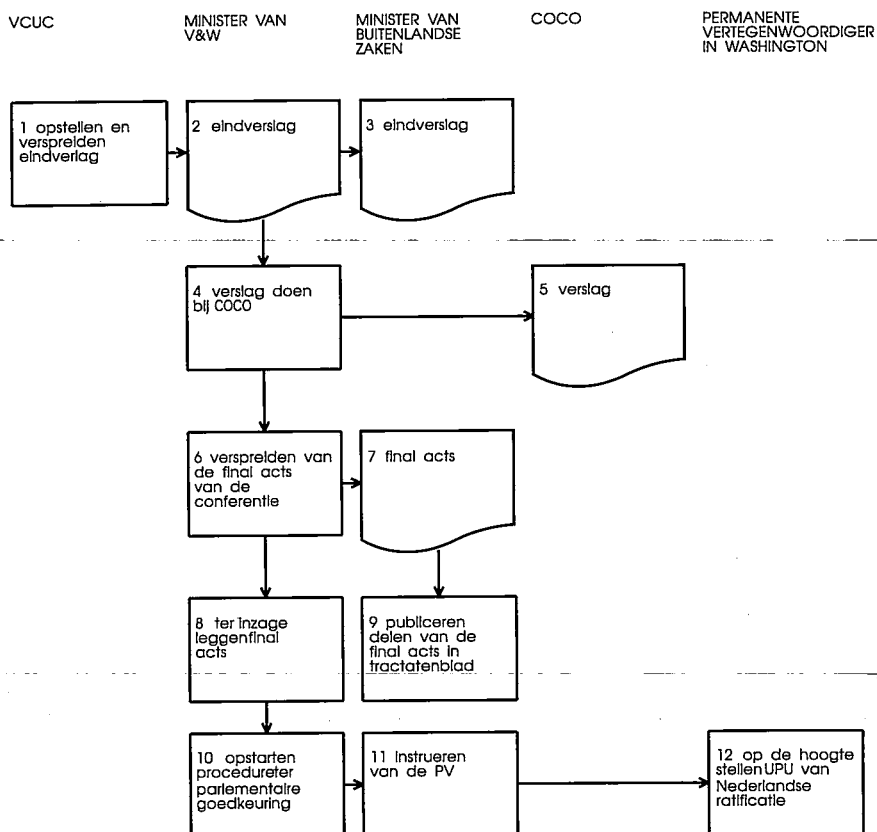 VCUC
MINISTER VAN
V&W
MINISTER VAN
BUITENLANDSE
ZAKEN
COCO
PERMANENTE
VERTEGENWOORDIGER
IN WASHINGTON
1 opstellen en
verspreiden
eindverlag
2 eindverslag
3 eindverslag
4 verslag doen
bij COCO
5 verslag
6 verspreiden van
de final acts
van de
conferentie
7 final acts
8 ter inzage
leggenfinal
acts
9 publiceren
delen van de
final acts in
tractatenblad
10 opstarten
procedureter
parlementaire
goedkeuring
11 instrueren
van de PV
12 op de hoogte
stellen UPU van
Nederlandse
ratificatie